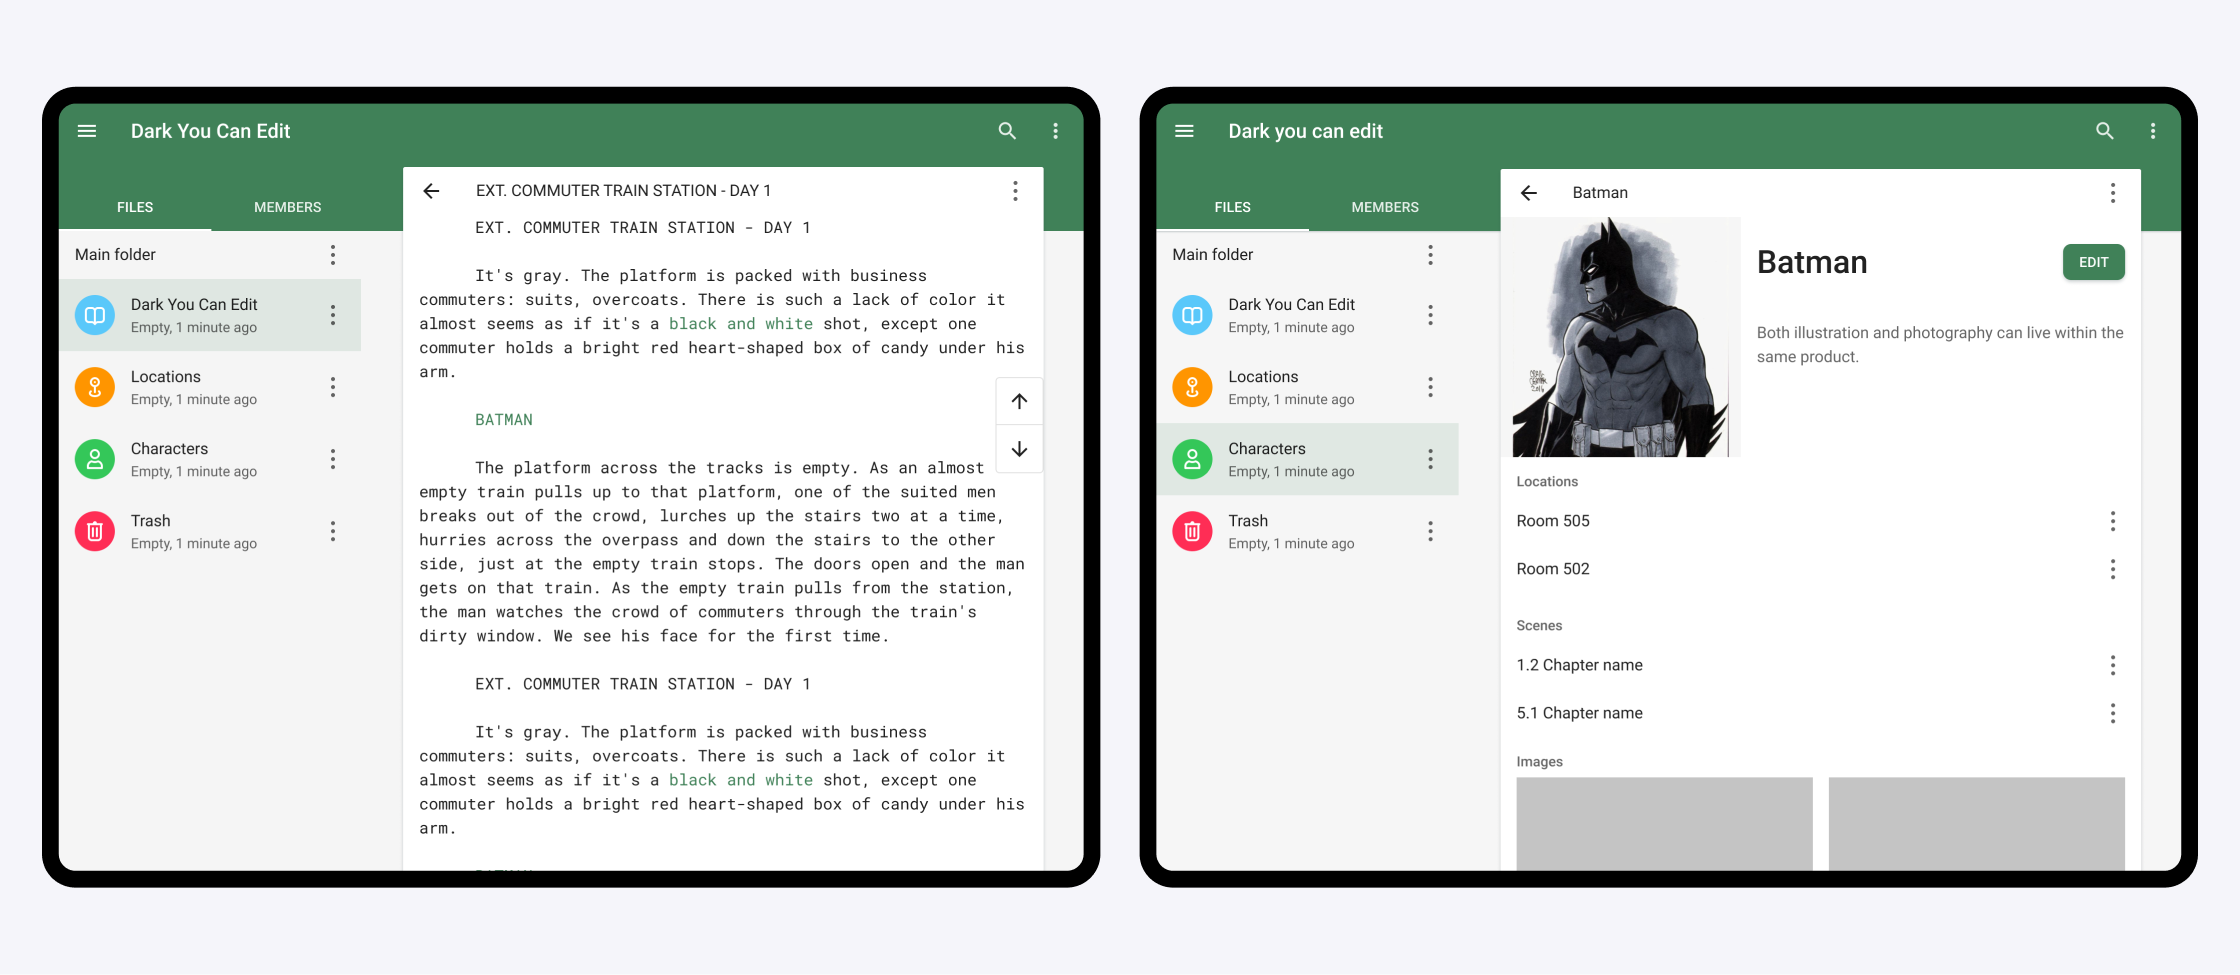 Dark You Can Edit
FILES
MEMBERS
Main folder
Dark You Can Edit
Empty, 1 minute ago
Locations
Empty, 1 minute ago
Characters
Empty, 1 minute ago
Trash
Empty, 1 minute ago
EXT. COMMUTER TRAIN STATION - DAY 1
EXT. COMMUTER TRAIN STATION - DAY 1
It's gray. The platform is packed with business
commuters: suits, overcoats. There is such a lack of color it
almost seems as if it's a black and white shot, except one
commuter holds a bright red heart-shaped box of candy under his
arm.
BATMAN
The platform across the tracks is empty. As an almost
empty train pulls up to that platform, one of the suited men
breaks out of the crowd, lurches up the stairs two at a time,
hurries across the overpass and down the stairs to the other
side, just at the empty train stops. The doors open and the man
gets on that train. As the empty train pulls from the station,
the man watches the crowd of commuters through the train's
dirty window. We see his face for the first time.
EXT. COMMUTER TRAIN STATION - DAY 1
It's gray. The platform is packed with business
commuters: suits, overcoats. There is such a lack of color it
almost seems as if it's a black and white shot, except one
commuter holds a bright red heart-shaped box of candy under his
arm.
Dark you can edit
FILES
MEMBERS
Main folder
Dark You Can Edit
Empty, 1 minute ago
Locations
Empty, 1 minute ago
Characters
Empty, 1 minute ago
Trash
Empty, 1 minute ago
Batman
Batman
EDIT
Both illustration and photography can live within the
same product.
Locations
Room 505
Room 502
Scenes
1.2 Chapter name
5.1 Chapter name
Images